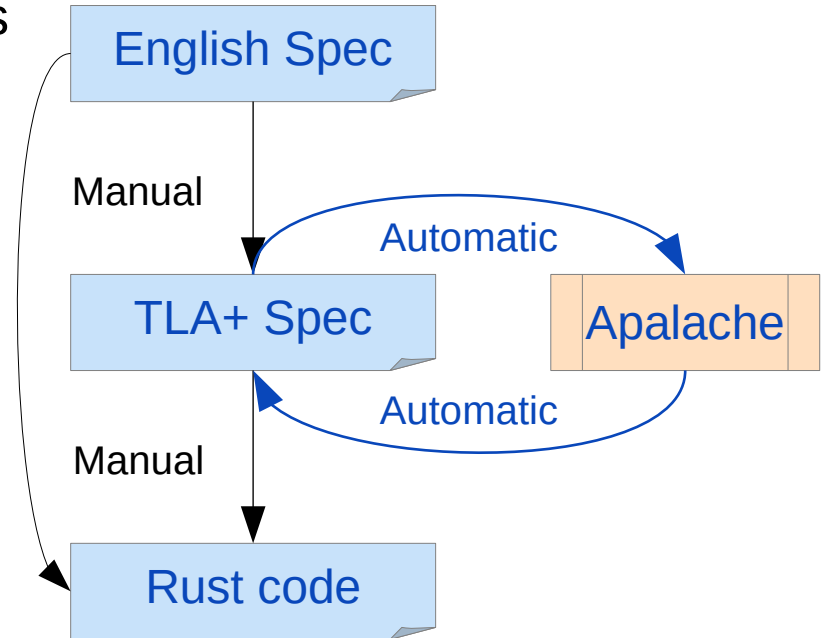 s
English Spec
Manual
Automatic
TLA+ Spec
Apalache
Automatic
Manual
Rust code